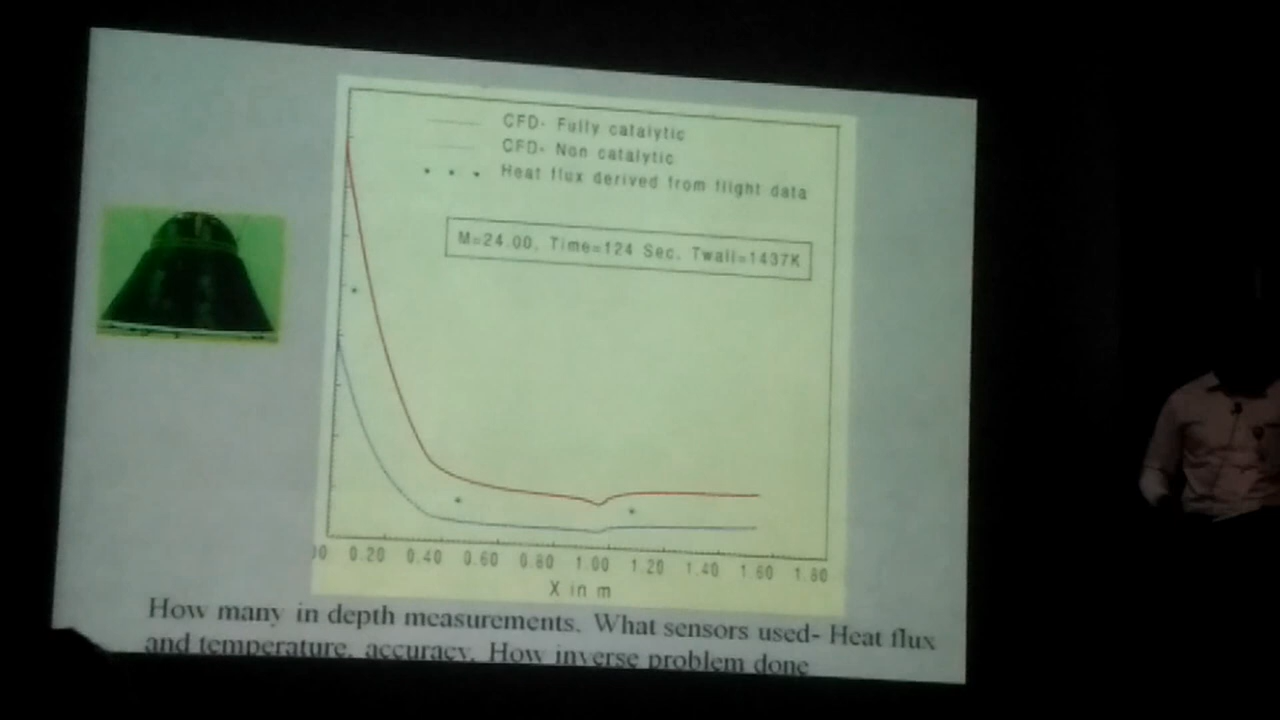 CFD- Fully catalytic
CFD- Non catalytic
Heat flux derived from flight data
M=24.00, Time=124 Sec. Twall=1437K
00 0.20 0.40 0.60 0.80 1.00 1.20 1.40 1.60 1.80
X in m
How many in depth measurements. What sensors used- Heat flux
and temperature, accuracy. How inverse problem done